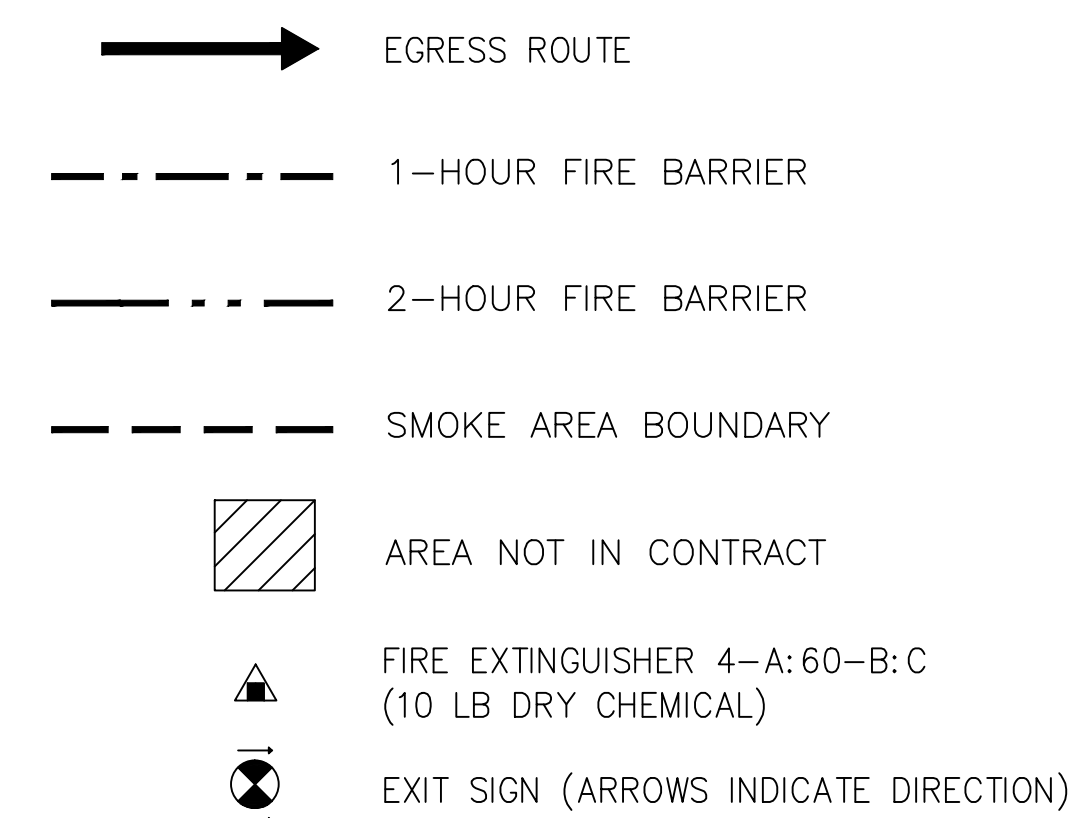 EGRESS ROUTE
1-HOUR FIRE BARRIER
2-HOUR FIRE BARRIER
SMOKE AREA BOUNDARY
AREA NOT IN CONTRACT
FIRE EXTINGUISHER 4-A:60-B:C
(10 LB DRY CHEMICAL)
EXIT SIGN (ARROWS INDICATE DIRECTION)